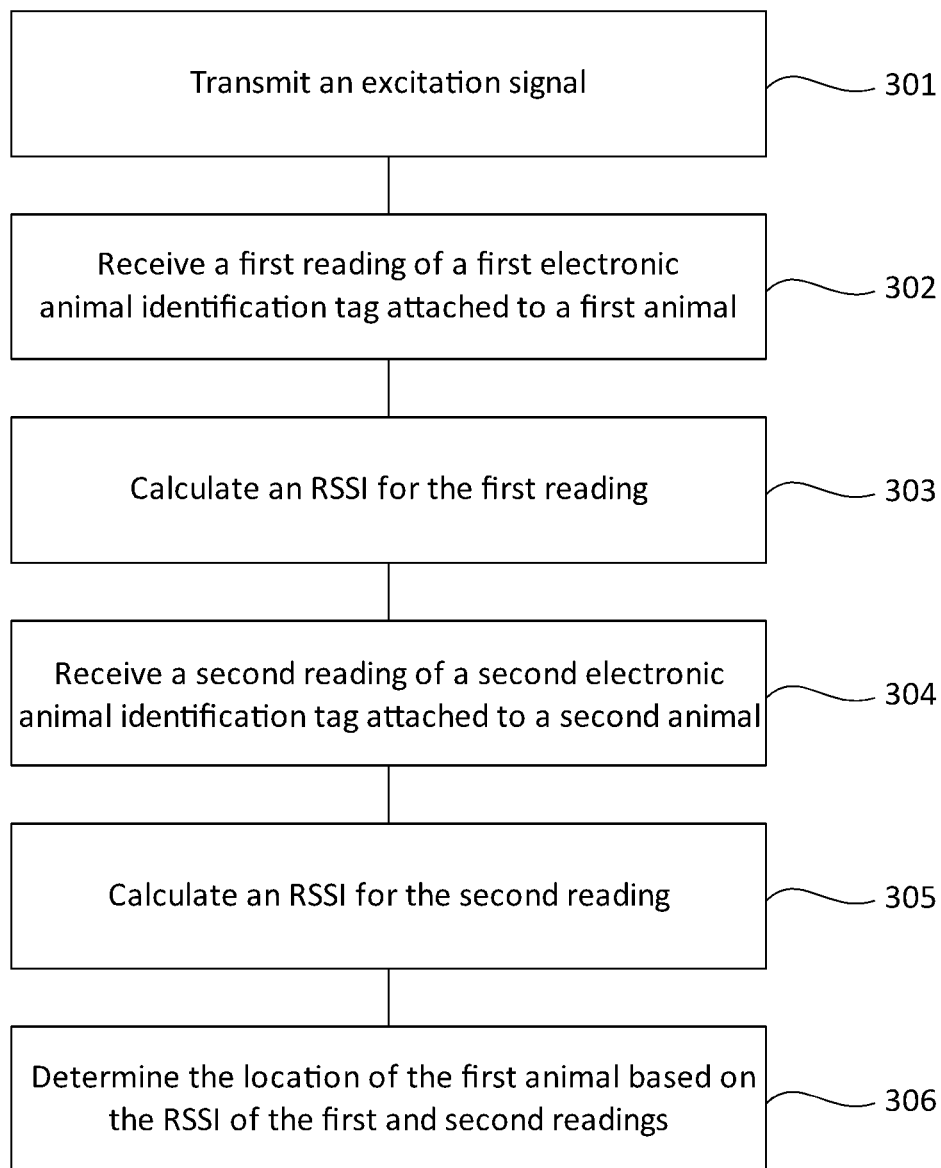 Transmit an excitation signal
301
Receive a first reading of a first electronic
animal identification tag attached to a first animal
302
Calculate an RSSI for the first reading
303
Receive a second reading of a second electronic
animal identification tag attached to a second animal
304
Calculate an RSSI for the second reading
305
Determine the location of the first animal based on
the RSSI of the first and second readings
306